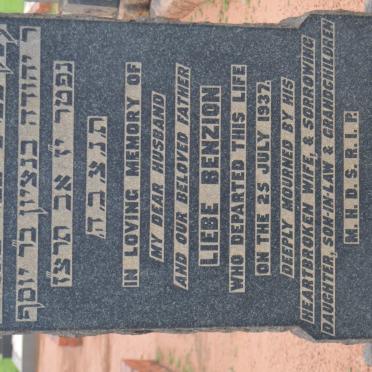 ר יהודה בנציון בר יוסף
נפטר י״ז אב תרצ״ז
ת.נ.צ.ב.ה.
IN LOVING MEMORY OF
MY DEAR HUSBAND
AND OUR BELOVED FATHER
LIEBE BENZION
WHO DEPARTED THIS LIFE
ON THE 25 JULY 1937.
DEEPLY MOURNED BY HIS
HEARTBROKEN WIFE, & SORROWING
DAUGHTER, SON-IN-LAW & GRANDCHILDREN
M.H.D.S.R.I.P.